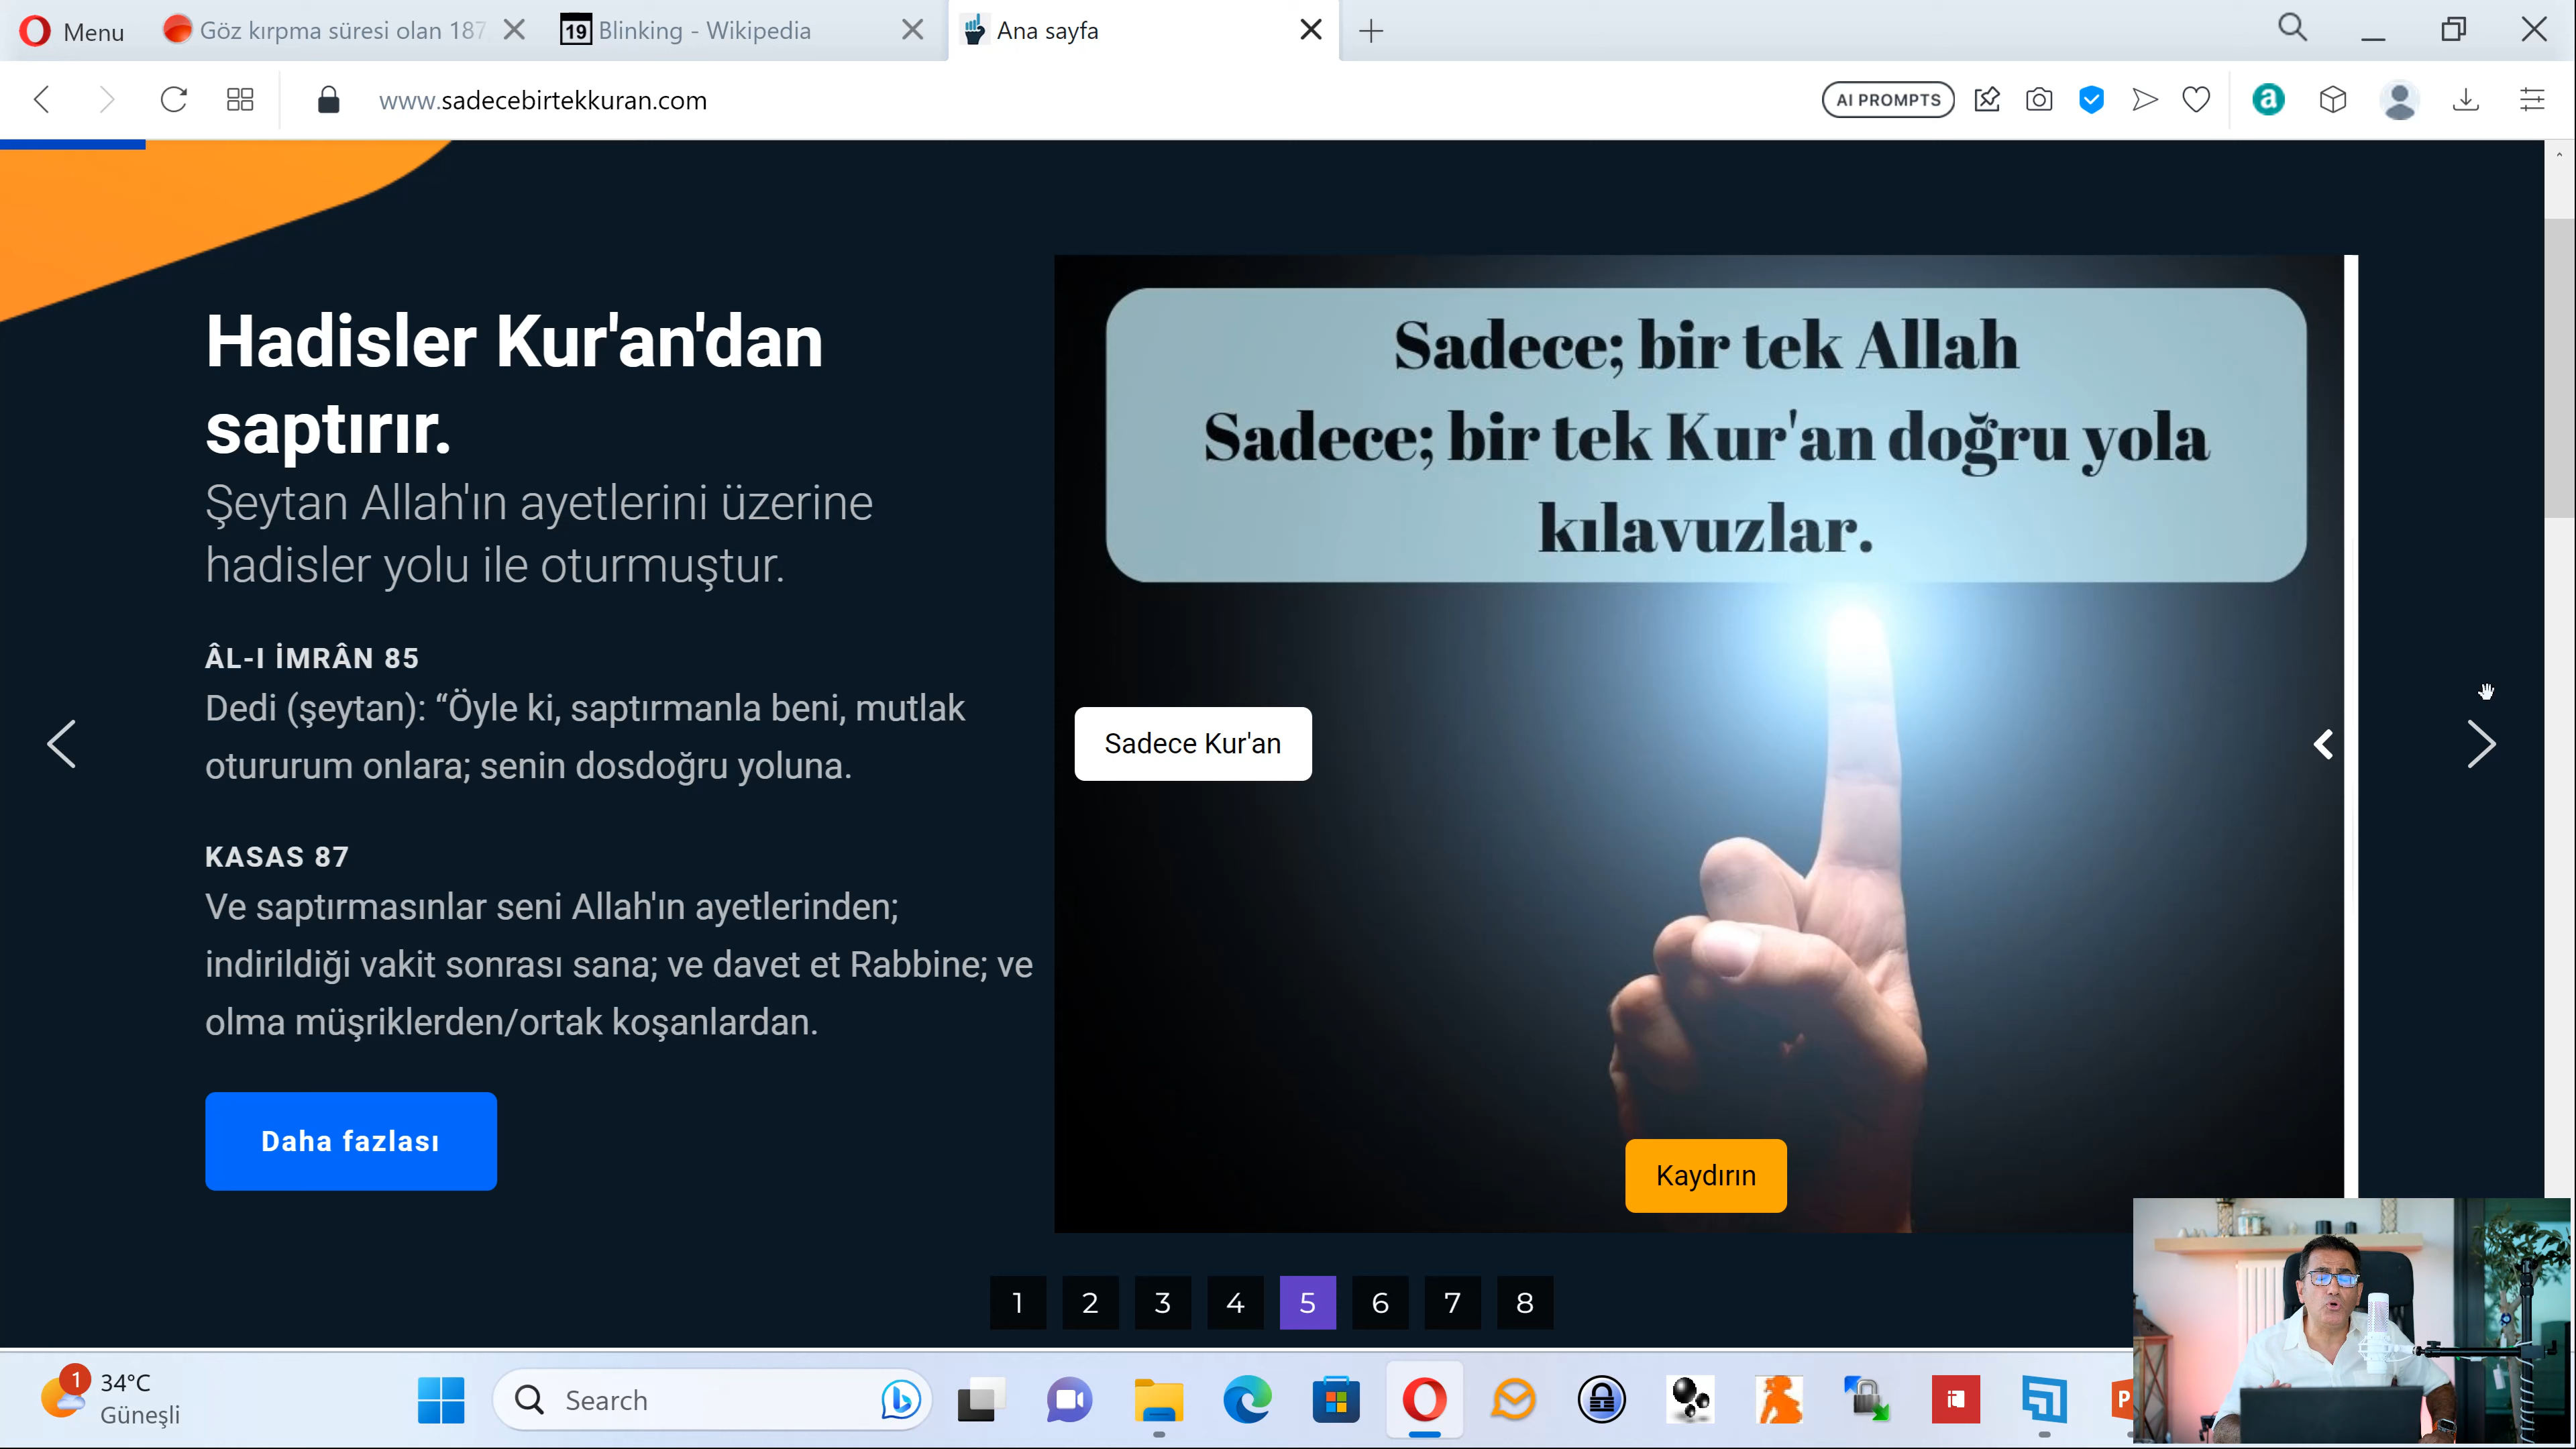 Menu
Göz kırpma süresi olan 187
19
Blinking - Wikipedia
Ana sayfa
www.sadecebirtekkuran.com
AI PROMPTS
a
Hadisler Kur'an'dan
saptırır.
Şeytan Allah'ın ayetlerini üzerine
hadisler yolu ile oturmuştur.
ÂL-I İMRÂN 85
Dedi (şeytan): “Öyle ki, saptırmanla beni, mutlak
otururum onlara; senin dosdoğru yoluna.
KASAS 87
Ve saptırmasınlar seni Allah'ın ayetlerinden;
indirildiği vakit sonrası sana; ve davet et Rabbine; ve
olma müşriklerden/ortak koşanlardan.
Daha fazlası
Sadece; bir tek Allah
Sadece; bir tek Kur'an doğru yola
kılavuzlar.
Sadece Kur'an
Kaydırın
1 2 3 4 5 6 7 8
1
34°C
Güneşli
Search
P